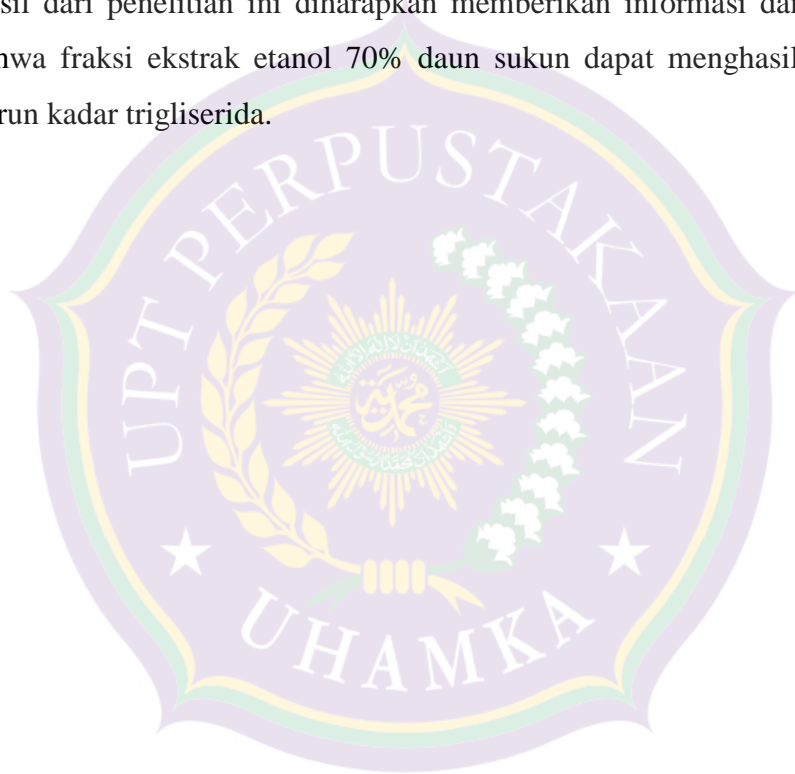 sil dari penelitian ini diharapkan memberikan informasi dan
hwa fraksi ekstrak etanol 70% daun sukun dapat menghasil
run kadar trigliserida.
UPT PERPUSTAKAAN
محمدية
UHAMKA